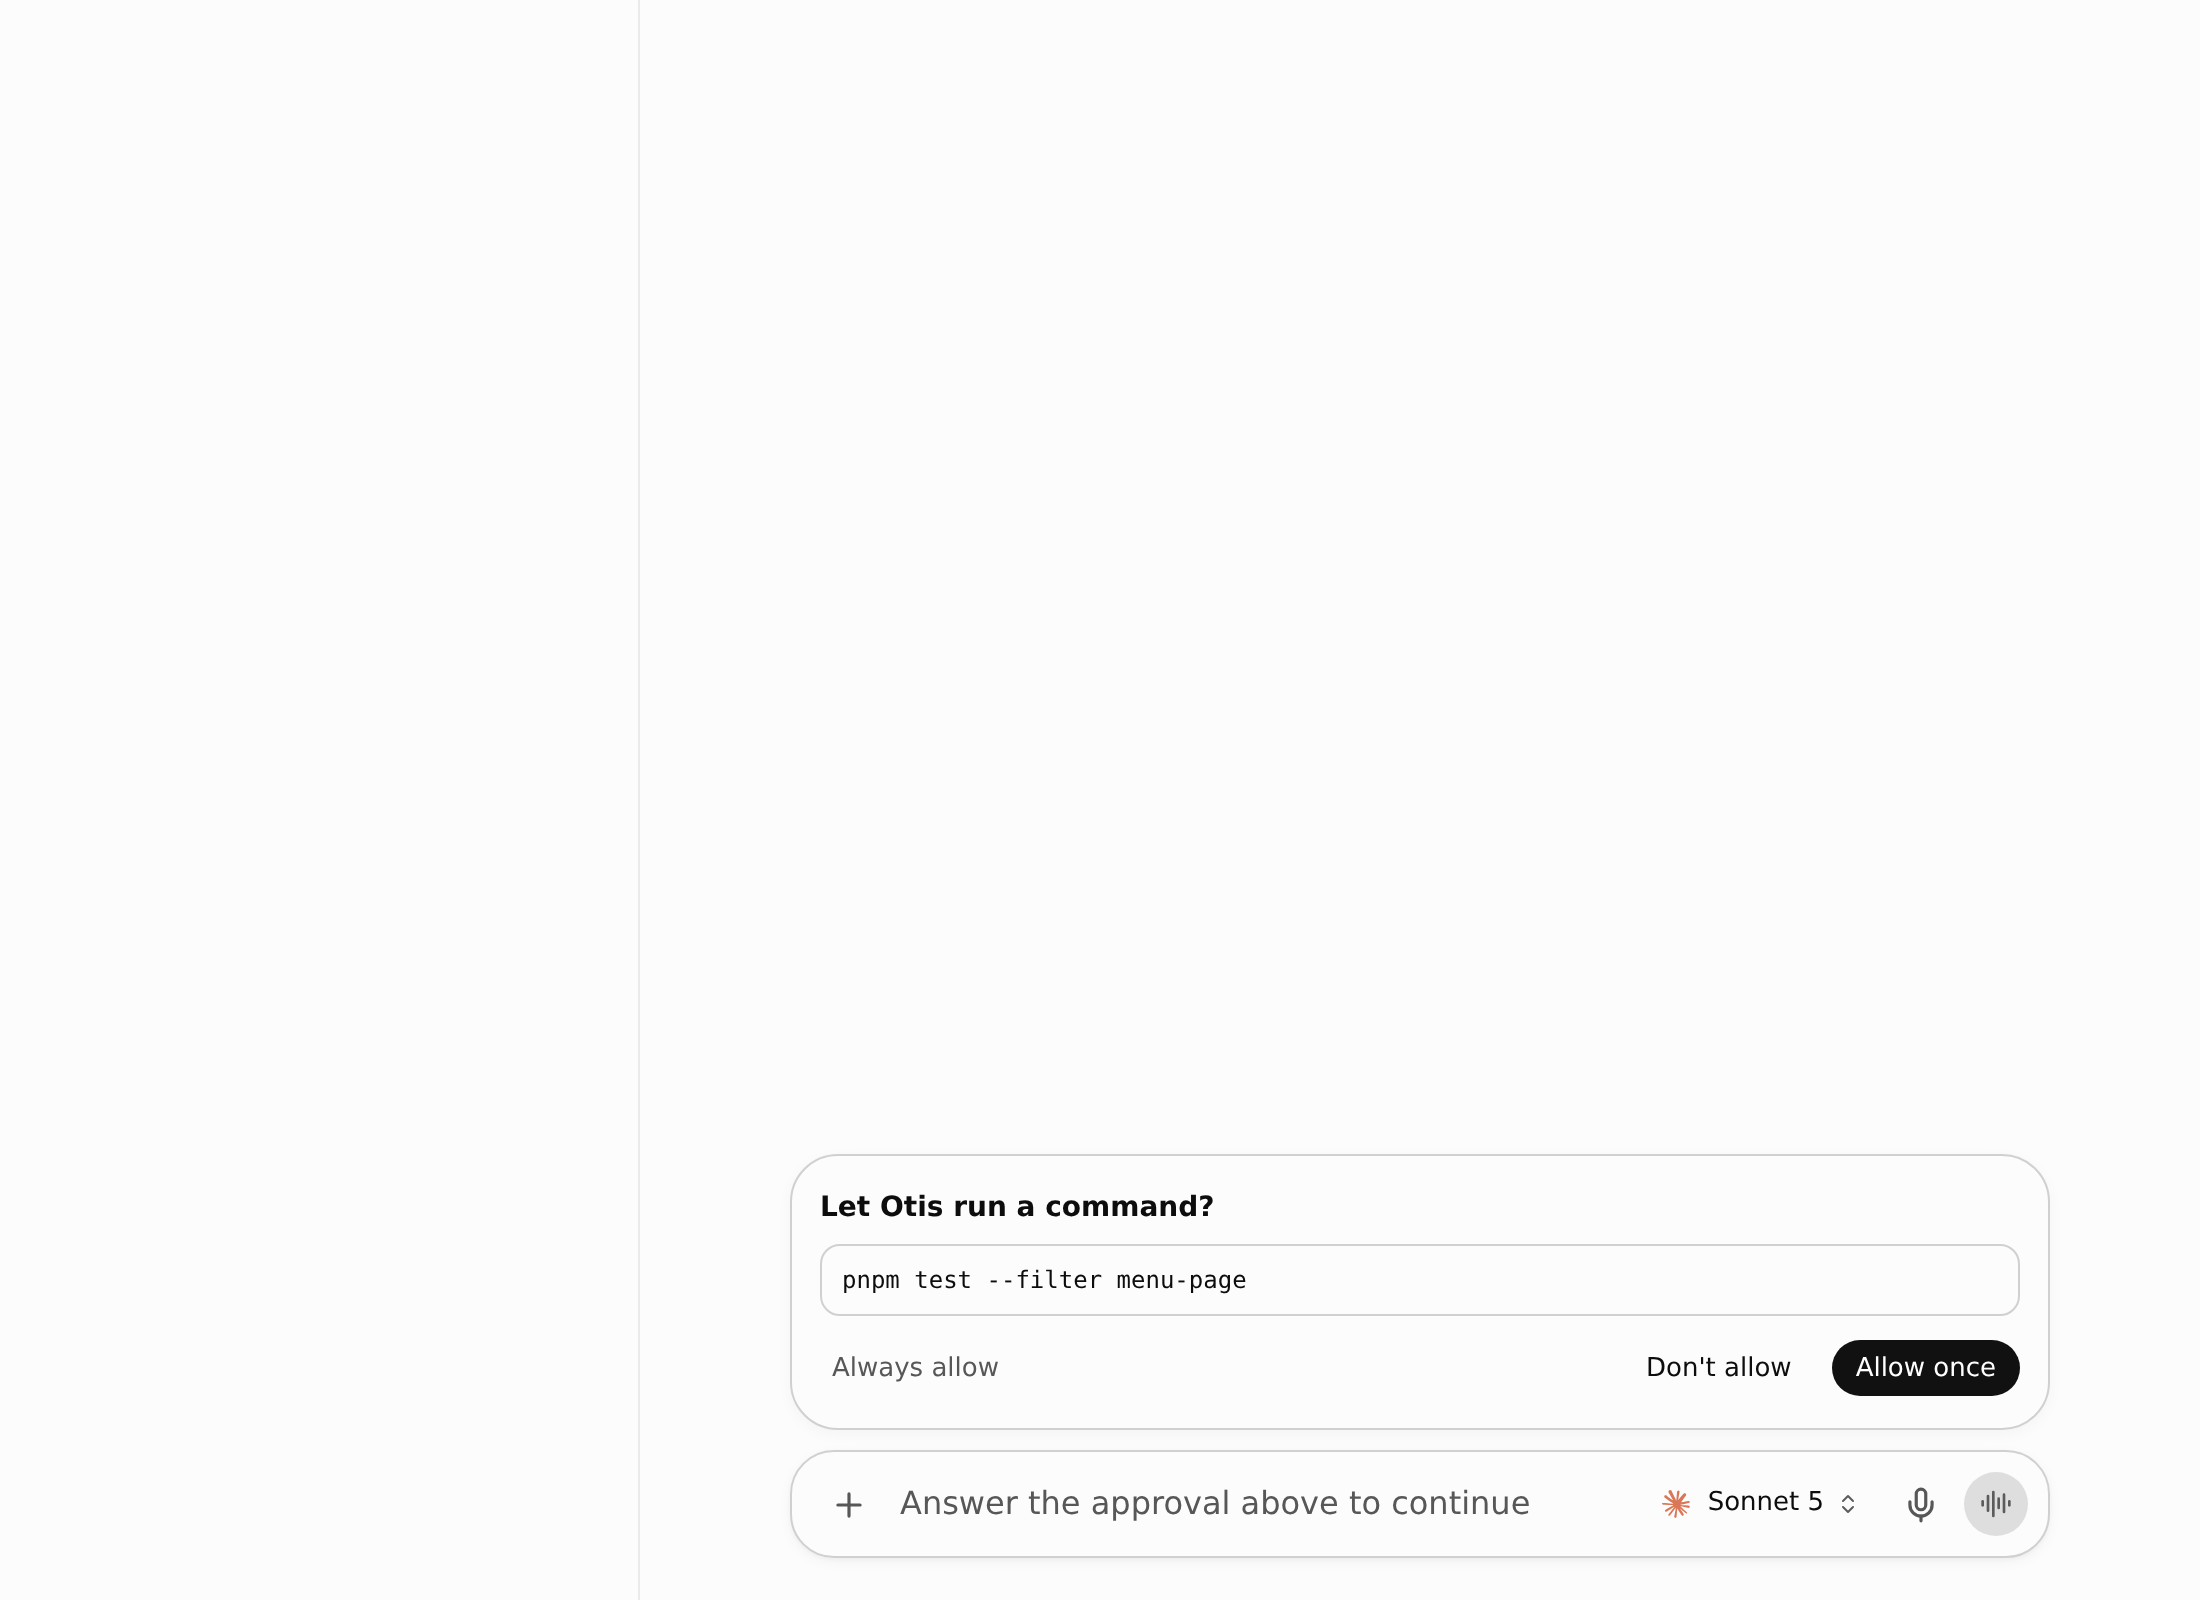 Let Otis run a command?
pnpm test --filter menu-page
Always allow
Don't allow
Allow once
Answer the approval above to continue
Sonnet 5